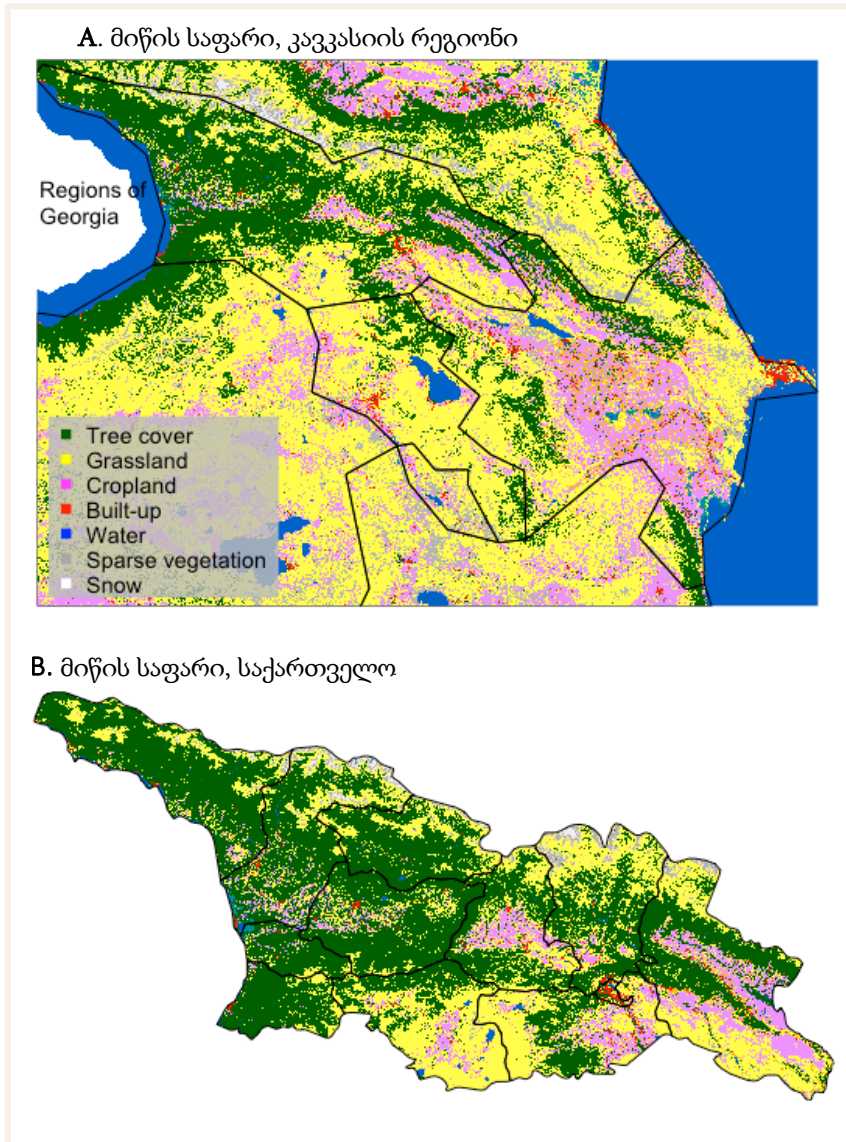 A. მიწის საფარი, კავკასიის რეგიონი
Regions of
Georgia
Tree cover
Grassland
Cropland
Built-up
Water
Sparse vegetation
Snow
B. მიწის საფარი, საქართველო